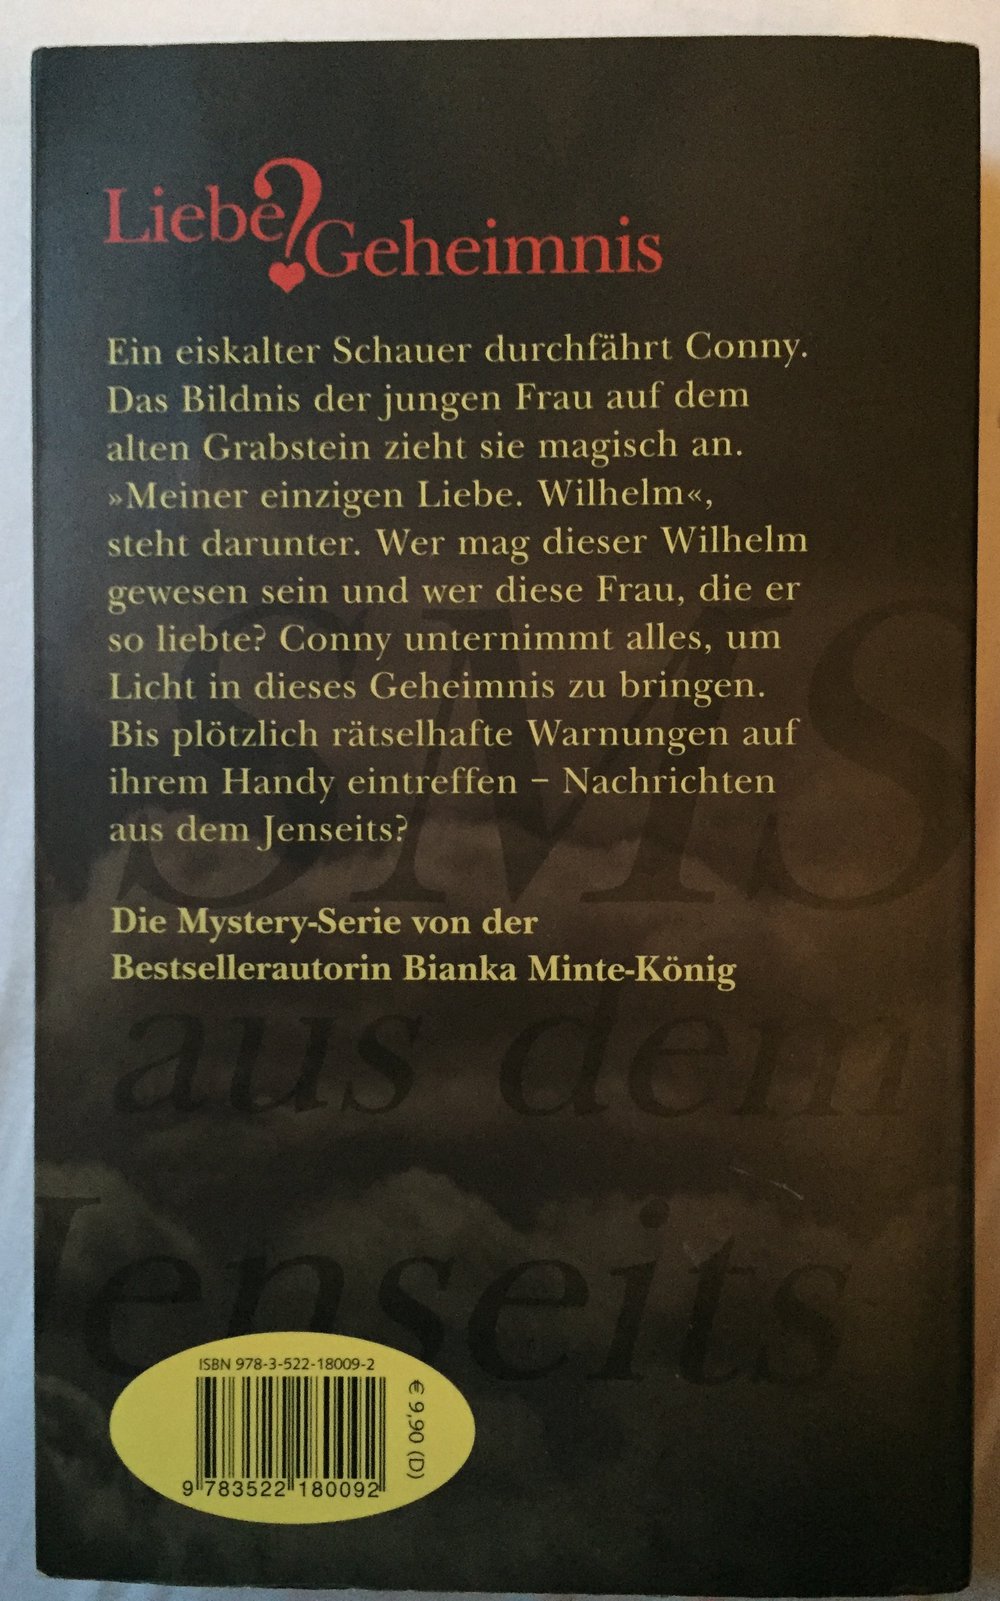 Liebe? Geheimnis
Ein eiskalter Schauer durchfährt Conny.
Das Bildnis der jungen Frau auf dem
alten Grabstein zieht sie magisch an.
»Meiner einzigen Liebe. Wilhelm«,
steht darunter. Wer mag dieser Wilhelm
gewesen sein und wer diese Frau, die er
so liebte? Conny unternimmt alles, um
Licht in dieses Geheimnis zu bringen.
Bis plötzlich rätselhafte Warnungen auf
ihrem Handy eintreffen – Nachrichten
aus dem Jenseits?
Die Mystery-Serie von der
Bestsellerautorin Bianka Minte-König
SMS
aus dem
Jenseits
ISBN 978-3-522-18009-2
€ 9,90 (D)
9 783522 180092